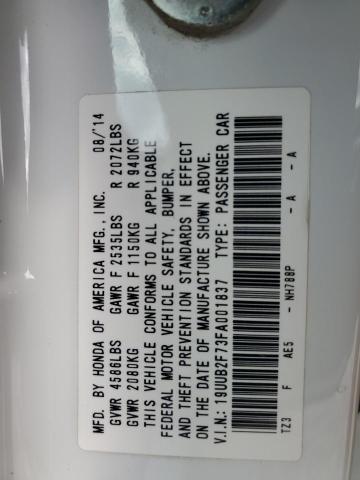 MFD. BY HONDA OF AMERICA MFG., INC. 08/'14
GVWR 4586LBS GAWR F 2535LBS R 2072LBS
GVWR 2080KG GAWR F 1150KG R 940KG
THIS VEHICLE CONFORMS TO ALL APPLICABLE
FEDERAL MOTOR VEHICLE SAFETY, BUMPER,
AND THEFT PREVENTION STANDARDS IN EFFECT
ON THE DATE OF MANUFACTURE SHOWN ABOVE.
V.I.N.: 19UUB2F73FA001837 TYPE: PASSENGER CAR
TZ3 F AE5 - NH788P - A - A